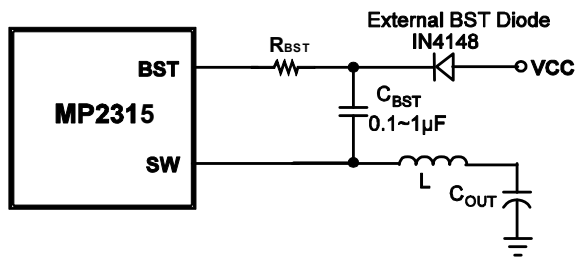 External BST Diode
IN4148
RBST
BST
VCC
MP2315
CBST
0.1~1µF
SW
L
COUT